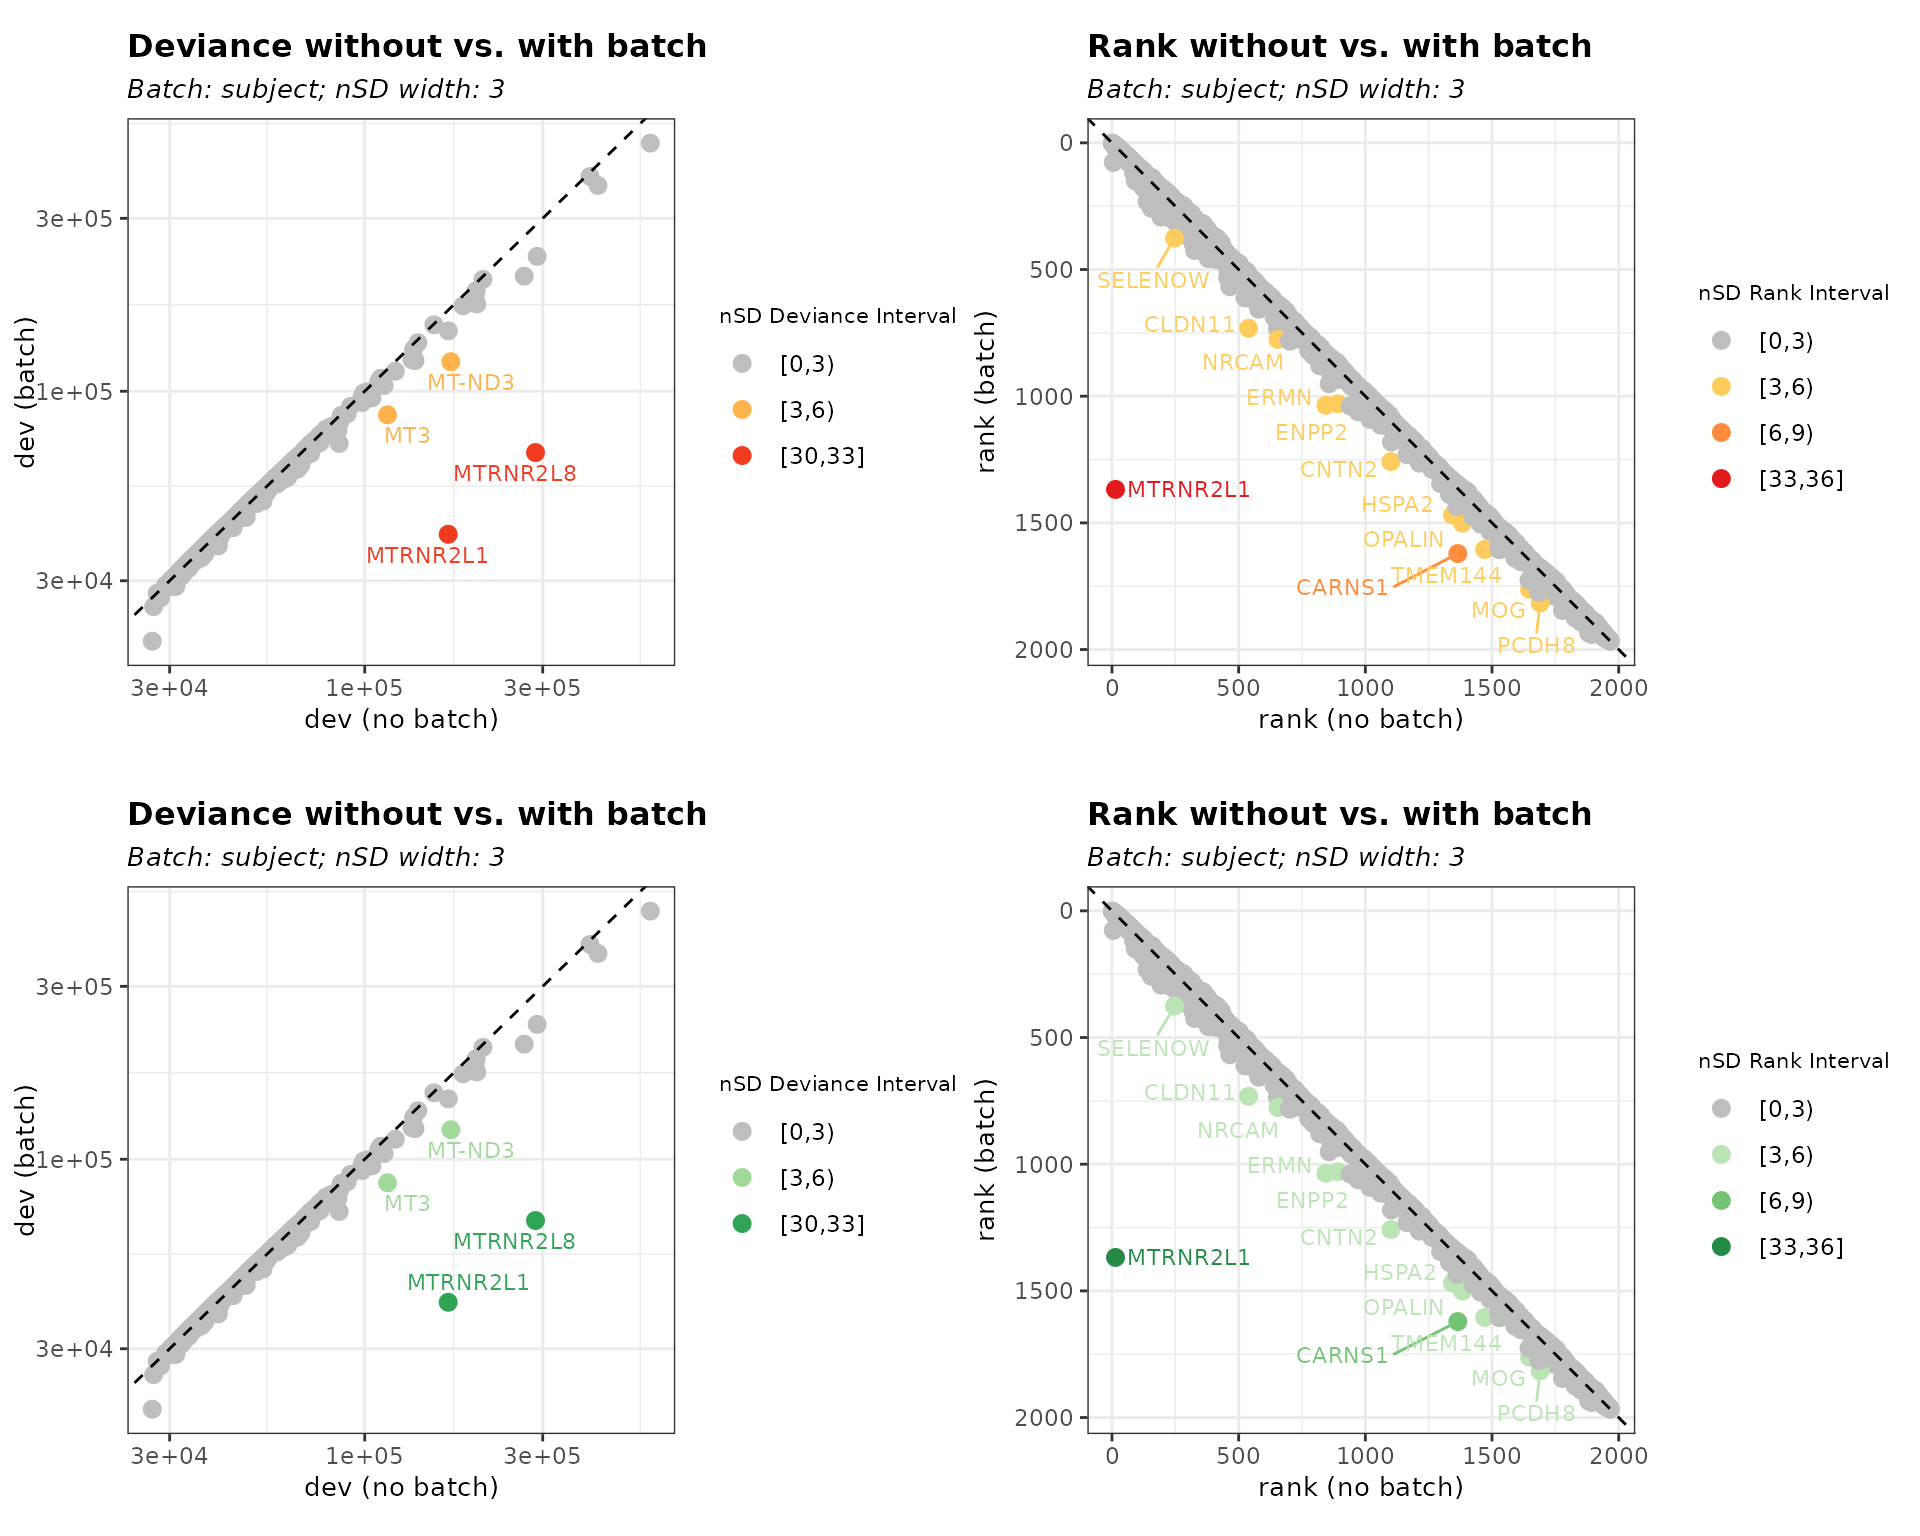 Deviance without vs. with batch
Batch: subject; nSD width: 3
dev (batch)
3e+05
1e+05
3e+04
MT-ND3
MT3
MTRNR2L8
MTRNR2L1
3e+04
1e+05
3e+05
dev (no batch)
nSD Deviance Interval
[0,3)
[3,6)
[30,33]
Rank without vs. with batch
Batch: subject; nSD width: 3
rank (batch)
0
500
1000
1500
2000
SELENOW
CLDN11
NRCAM
ERMN
ENPP2
CNTN2
MTRNR2L1
HSPA2
OPALIN
TMEM144
CARNS1
MOG
PCDH8
0
500
1000
1500
2000
rank (no batch)
nSD Rank Interval
[0,3)
[3,6)
[6,9)
[33,36]
Deviance without vs. with batch
Batch: subject; nSD width: 3
dev (batch)
3e+05
1e+05
3e+04
MT-ND3
MT3
MTRNR2L8
MTRNR2L1
3e+04
1e+05
3e+05
dev (no batch)
nSD Deviance Interval
[0,3)
[3,6)
[30,33]
Rank without vs. with batch
Batch: subject; nSD width: 3
rank (batch)
0
500
1000
1500
2000
SELENOW
CLDN11
NRCAM
ERMN
ENPP2
CNTN2
MTRNR2L1
HSPA2
OPALIN
TMEM144
CARNS1
MOG
PCDH8
0
500
1000
1500
2000
rank (no batch)
nSD Rank Interval
[0,3)
[3,6)
[6,9)
[33,36]